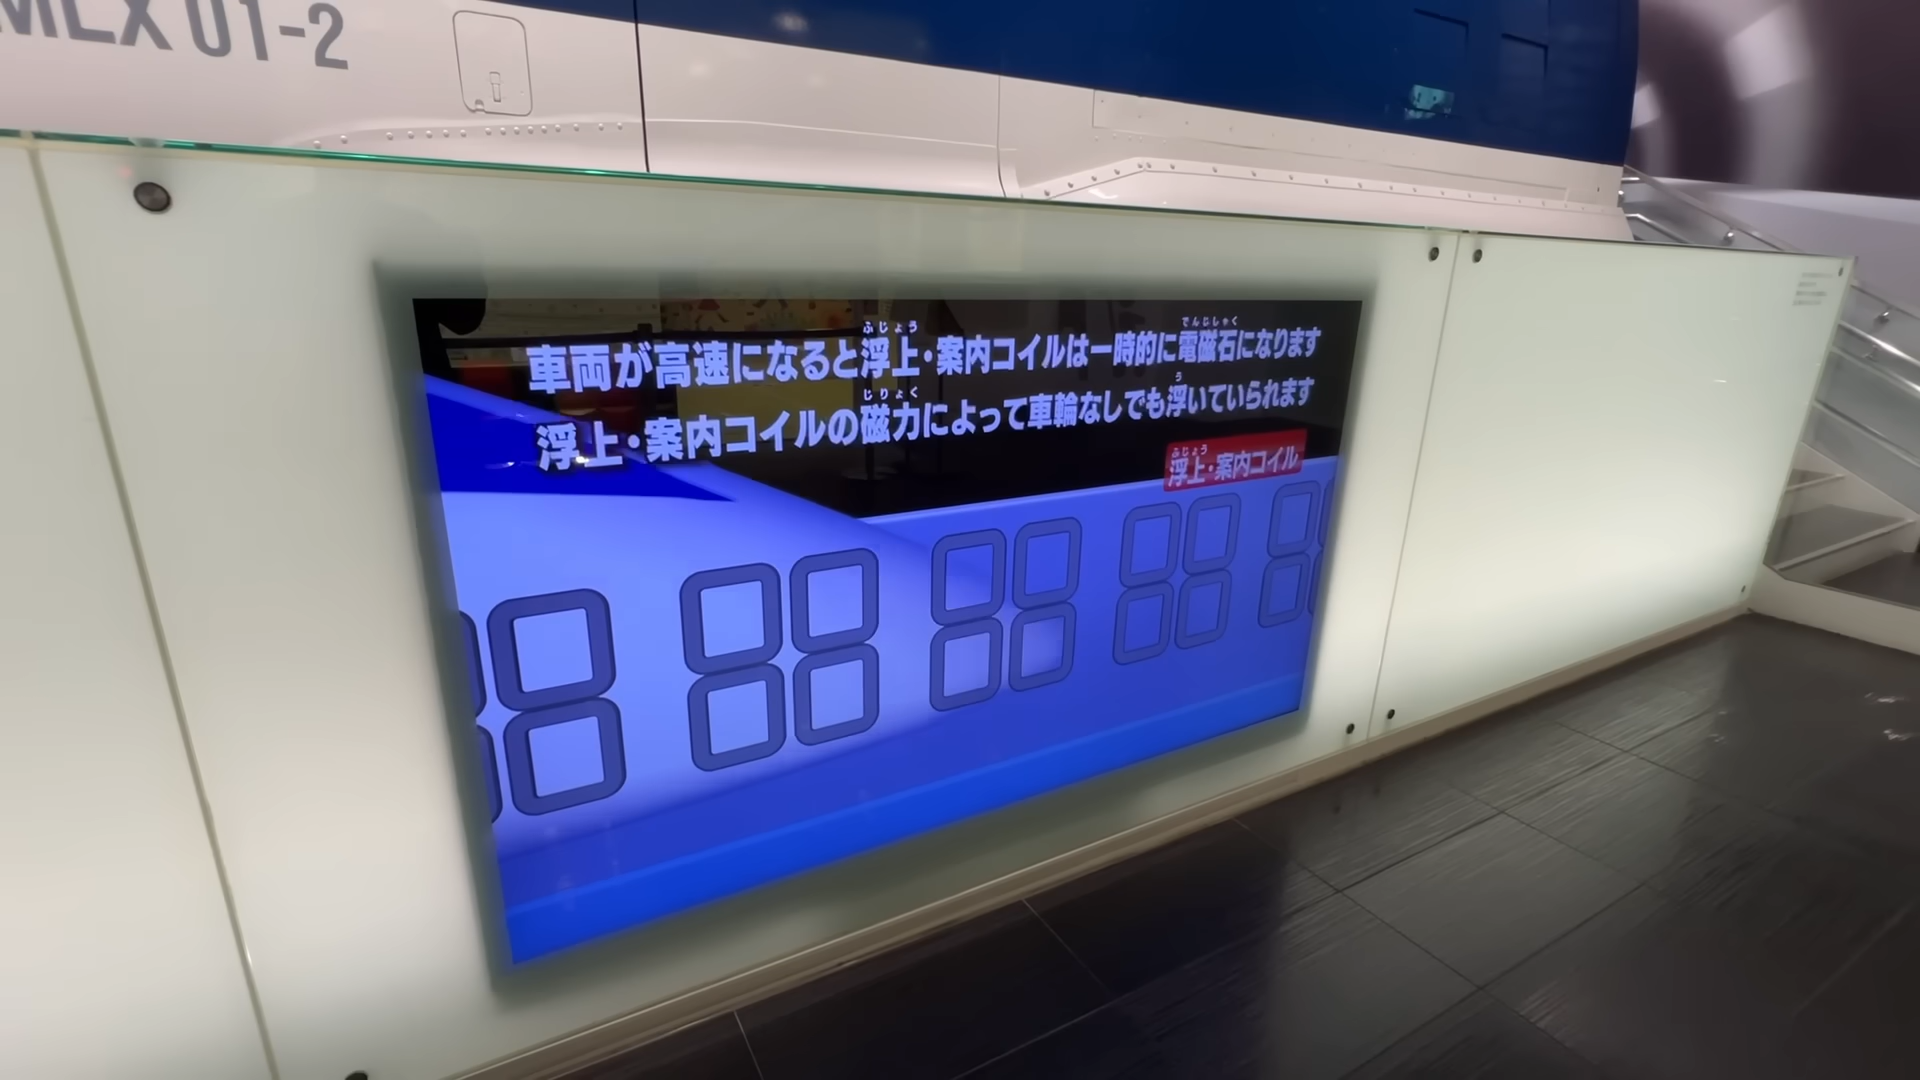 MLX 01-2
ふじょう でんじしゃく
車両が高速になると浮上・案内コイルは一時的に電磁石になります
じりょく う
浮上・案内コイルの磁力によって車輪なしでも浮いていられます
ふじょう
浮上・案内コイル